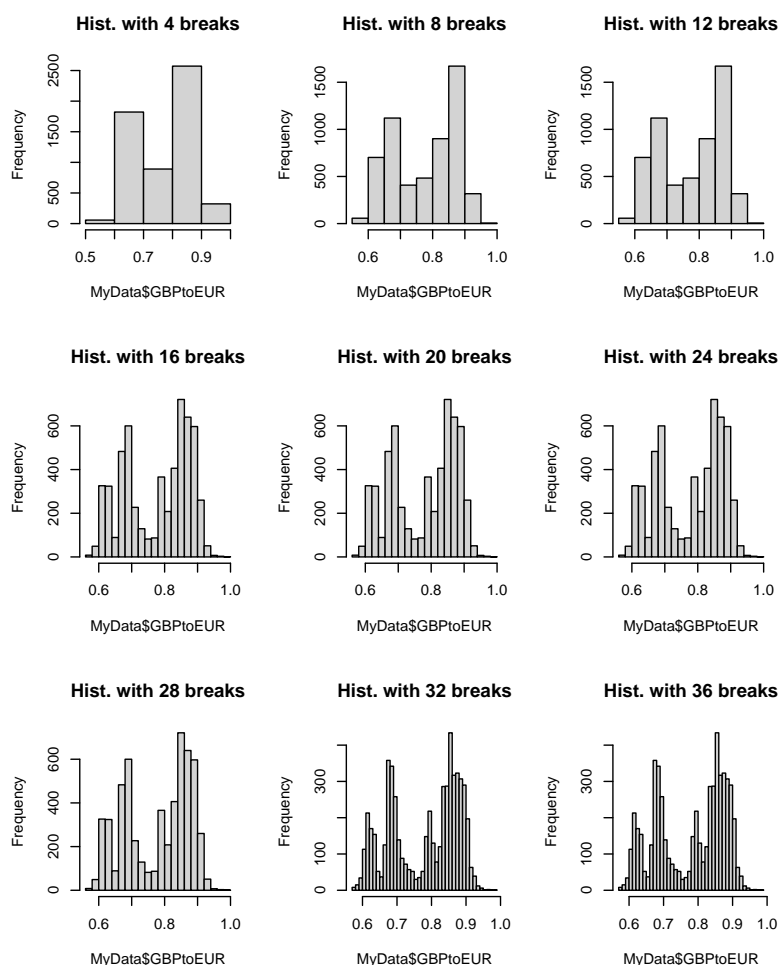 Hist. with 4 breaks
Frequency
0 500 1500 2500
0.5 0.7 0.9
MyData$GBPtoEUR
Hist. with 8 breaks
Frequency
0 500 1000 1500
0.6 0.8 1.0
MyData$GBPtoEUR
Hist. with 12 breaks
Frequency
0 500 1000 1500
0.6 0.8 1.0
MyData$GBPtoEUR
Hist. with 16 breaks
Frequency
0 200 400 600
0.6 0.8 1.0
MyData$GBPtoEUR
Hist. with 20 breaks
Frequency
0 200 400 600
0.6 0.8 1.0
MyData$GBPtoEUR
Hist. with 24 breaks
Frequency
0 200 400 600
0.6 0.8 1.0
MyData$GBPtoEUR
Hist. with 28 breaks
Frequency
0 200 400 600
0.6 0.8 1.0
MyData$GBPtoEUR
Hist. with 32 breaks
Frequency
0 100 300
0.6 0.7 0.8 0.9 1.0
MyData$GBPtoEUR
Hist. with 36 breaks
Frequency
0 100 300
0.6 0.7 0.8 0.9 1.0
MyData$GBPtoEUR